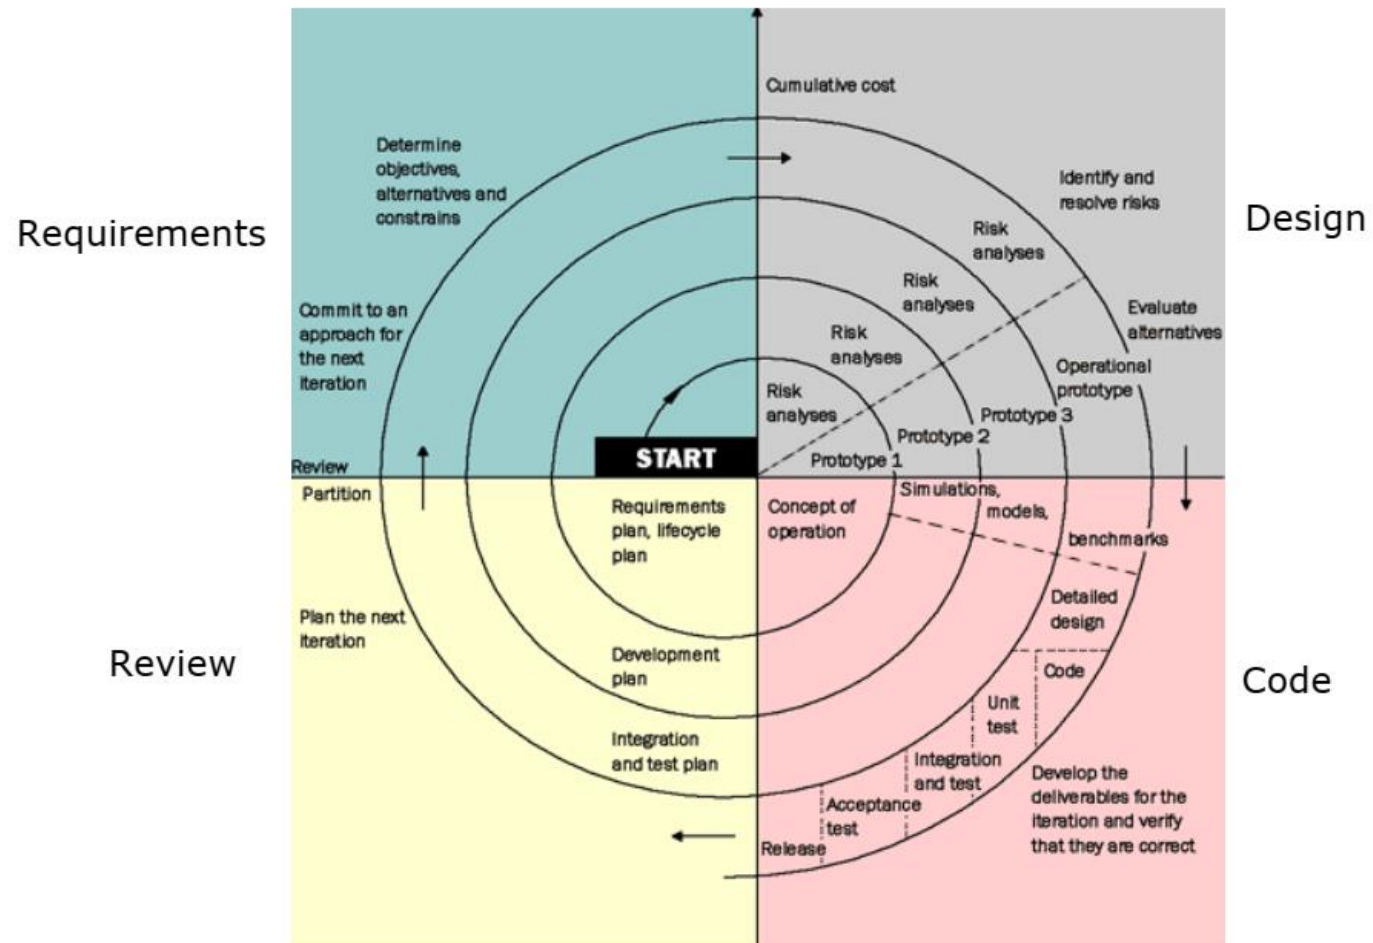 Cumulative cost
Determine
objectives,
alternatives and
constrains
Requirements
Commit to an
approach for
the next
iteration
Review
START
Identify and
resolve risks
Design
Risk
analyses
Risk
analyses
Risk
analyses
Risk
analyses
Evaluate
alternatives
Operational
prototype
Prototype 3
Prototype 2
Prototype 1
Simulations,
models,
benchmarks
Concept of
operation
Detailed
design
Code
Unit
test
Integration
and test
Acceptance
test
Release
Develop the
deliverables for the
iteration and verify
that they are correct
Code
Partition
Requirements
plan, lifecycle
plan
Plan the next
iteration
Review
Development
plan
Integration
and test plan